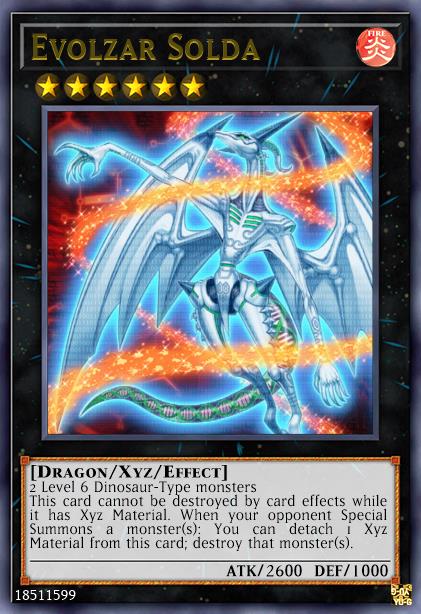 Evolzar Solda
FIRE
炎
[Dragon/Xyz/Effect]
2 Level 6 Dinosaur-Type monsters
This card cannot be destroyed by card effects while
it has Xyz Material. When your opponent Special
Summons a monster(s): You can detach 1 Xyz
Material from this card; destroy that monster(s).
ATK/2600 DEF/1000
18511599